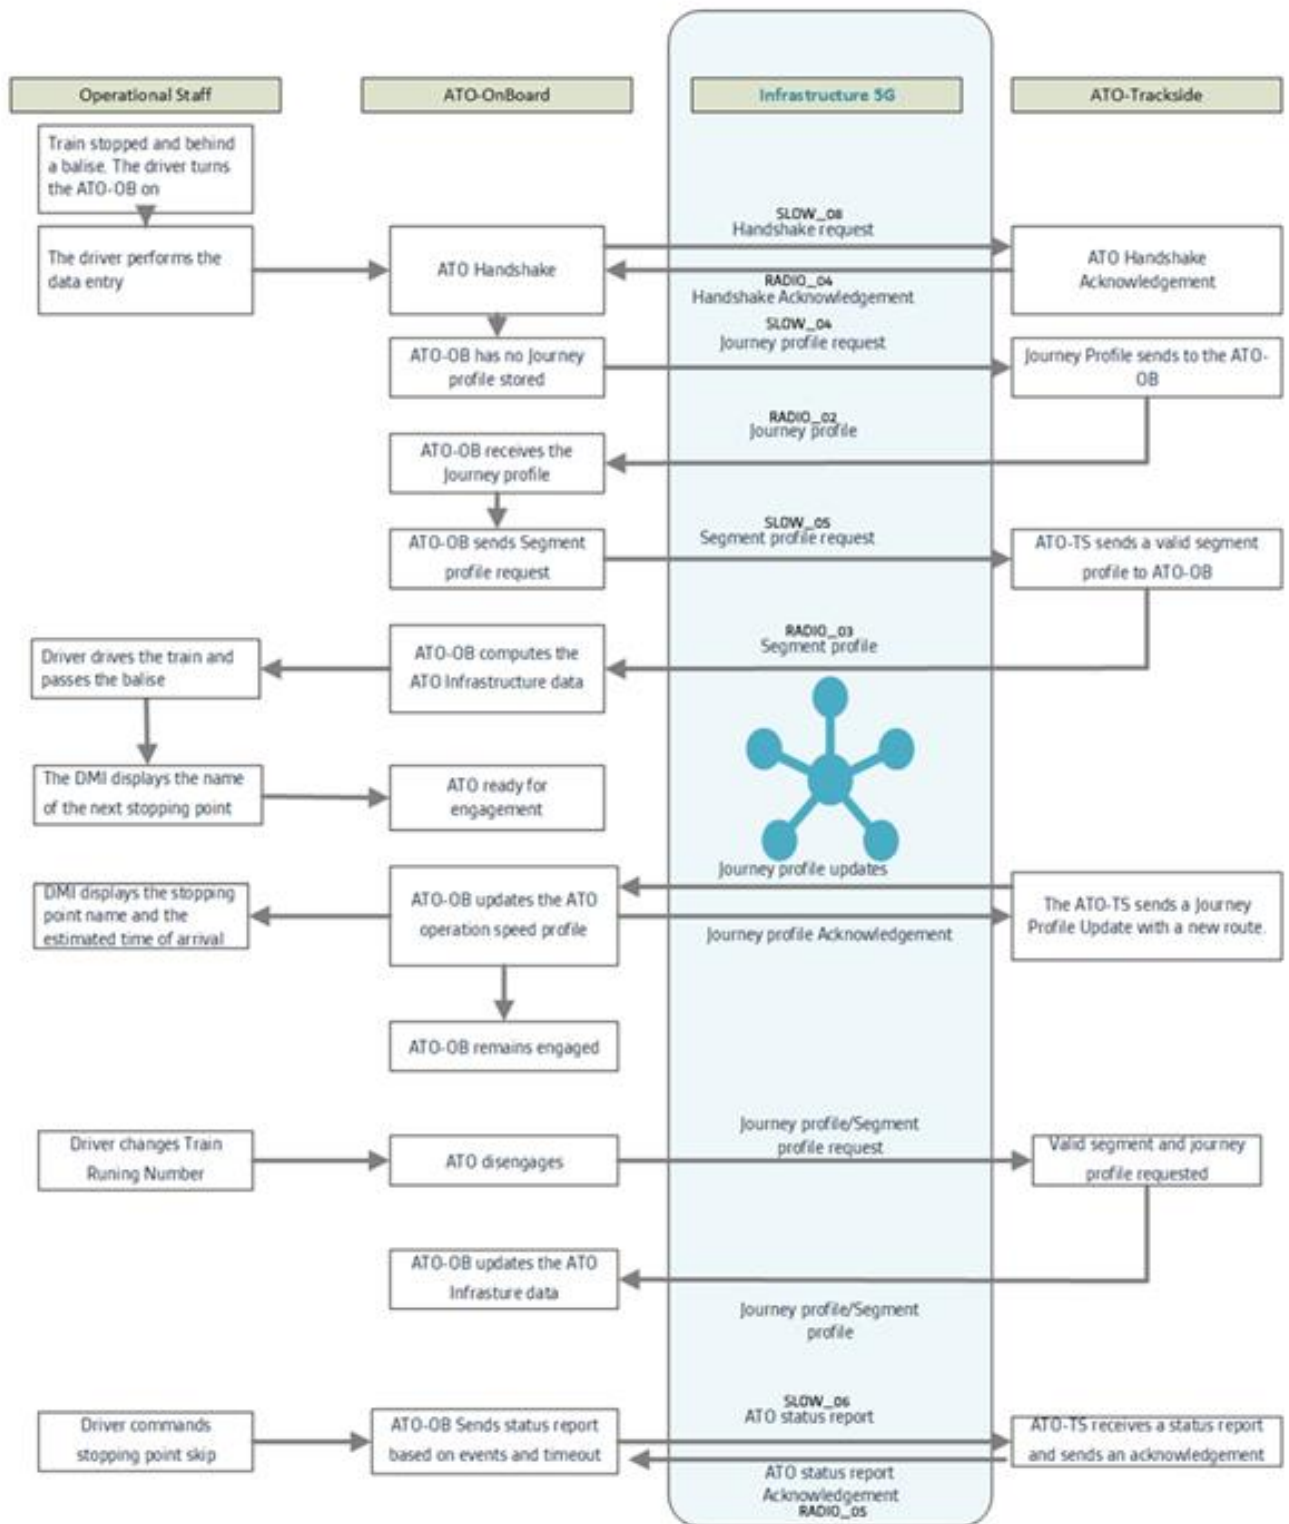 Operational Staff
ATO-OnBoard
Infrastructure 5G
ATO-Trackside
Train stopped and behind
a balise. The driver turns
the ATO-OB on
The driver performs the
data entry
ATO Handshake
SLOW_08
Handshake request
RADIO_04
Handshake Acknowledgement
ATO Handshake
Acknowledgement
ATO-OB has no Journey
profile stored
SLOW_04
Journey profile request
Journey Profile sends to the ATO-
OB
RADIO_02
Journey profile
ATO-OB receives the
Journey profile
ATO-OB sends Segment
profile request
SLOW_05
Segment profile request
ATO-TS sends a valid segment
profile to ATO-OB
RADIO_03
Segment profile
ATO-OB computes the
ATO Infrastructure data
Driver drives the train and
passes the balise
The DMI displays the name
of the next stopping point
ATO ready for
engagement
Journey profile updates
The ATO-TS sends a Journey
Profile Update with a new route.
ATO-OB updates the ATO
operation speed profile
Journey profile Acknowledgement
DMI displays the stopping
point name and the
estimated time of arrival
ATO-OB remains engaged
Driver changes Train
Runing Number
ATO disengages
Journey profile/Segment
profile request
Valid segment and journey
profile requested
ATO-OB updates the ATO
Infrasture data
Journey profile/Segment
profile
Driver commands
stopping point skip
ATO-OB Sends status report
based on events and timeout
SLOW_06
ATO status report
ATO-TS receives a status report
and sends an acknowledgement
ATO status report
Acknowledgement
RADIO_05